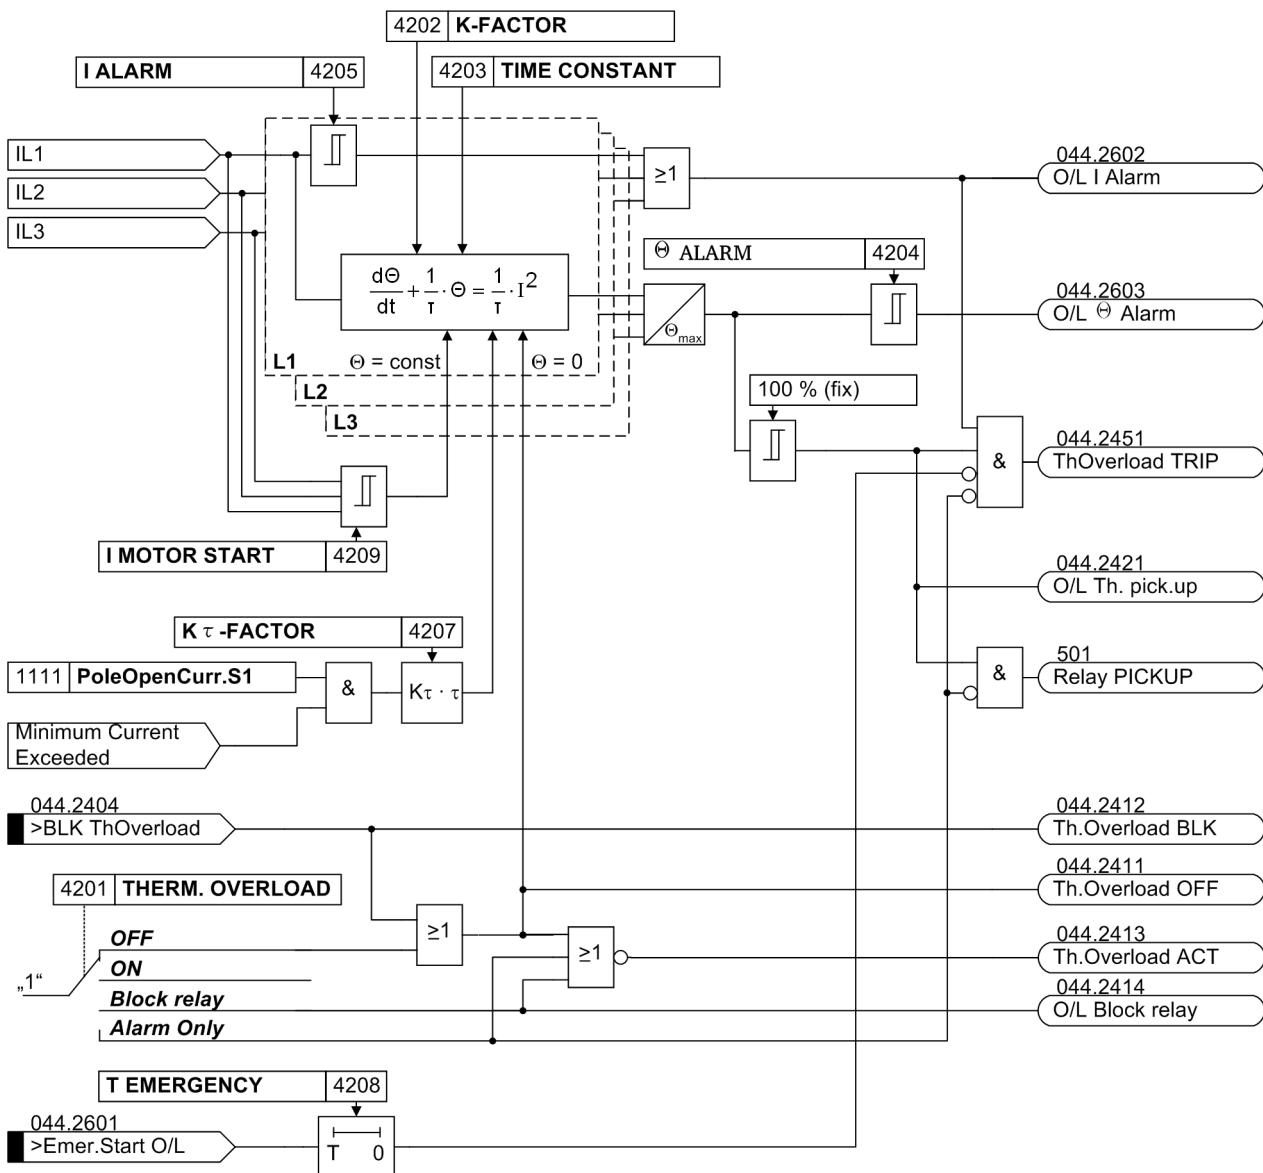 4202 K-FACTOR
I ALARM 4205
4203 TIME CONSTANT
IL1
IL2
IL3
≥1
044.2602
O/L I Alarm
Θ ALARM 4204
dΘ/dt + 1/τ · Θ = 1/τ · I²
Θmax
044.2603
O/L Θ Alarm
L1 Θ = const Θ = 0
L2
L3
100 % (fix)
&
044.2451
ThOverload TRIP
I MOTOR START 4209
044.2421
O/L Th. pick.up
K τ -FACTOR 4207
1111 PoleOpenCurr.S1
&
Kτ · τ
&
501
Relay PICKUP
Minimum Current
Exceeded
044.2404
>BLK ThOverload
044.2412
Th.Overload BLK
4201 THERM. OVERLOAD
044.2411
Th.Overload OFF
≥1
OFF
≥1
044.2413
Th.Overload ACT
„1“
ON
Block relay
044.2414
O/L Block relay
Alarm Only
T EMERGENCY 4208
044.2601
>Emer.Start O/L
T 0